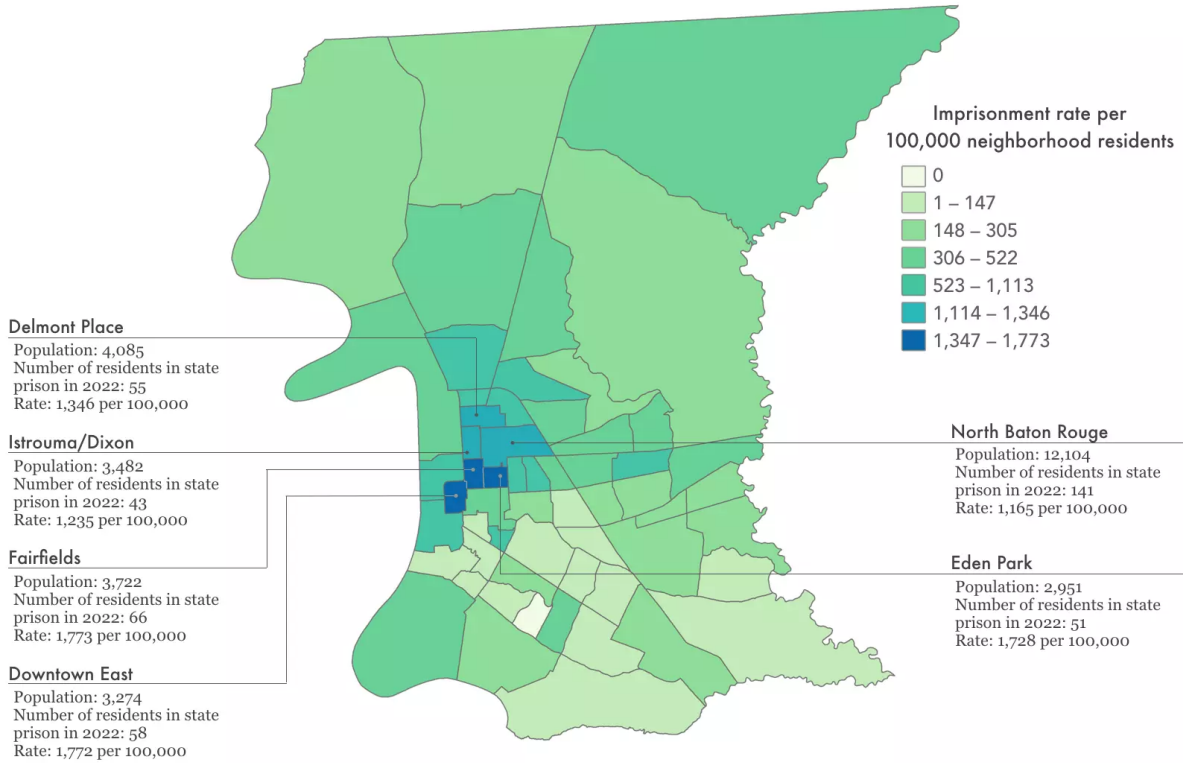 Imprisonment rate per
100,000 neighborhood residents
0
1 – 147
148 – 305
306 – 522
523 – 1,113
1,114 – 1,346
1,347 – 1,773
Delmont Place
Population: 4,085
Number of residents in state
prison in 2022: 55
Rate: 1,346 per 100,000
Istrouma/Dixon
Population: 3,482
Number of residents in state
prison in 2022: 43
Rate: 1,235 per 100,000
Fairfields
Population: 3,722
Number of residents in state
prison in 2022: 66
Rate: 1,773 per 100,000
Downtown East
Population: 3,274
Number of residents in state
prison in 2022: 58
Rate: 1,772 per 100,000
North Baton Rouge
Population: 12,104
Number of residents in state
prison in 2022: 141
Rate: 1,165 per 100,000
Eden Park
Population: 2,951
Number of residents in state
prison in 2022: 51
Rate: 1,728 per 100,000